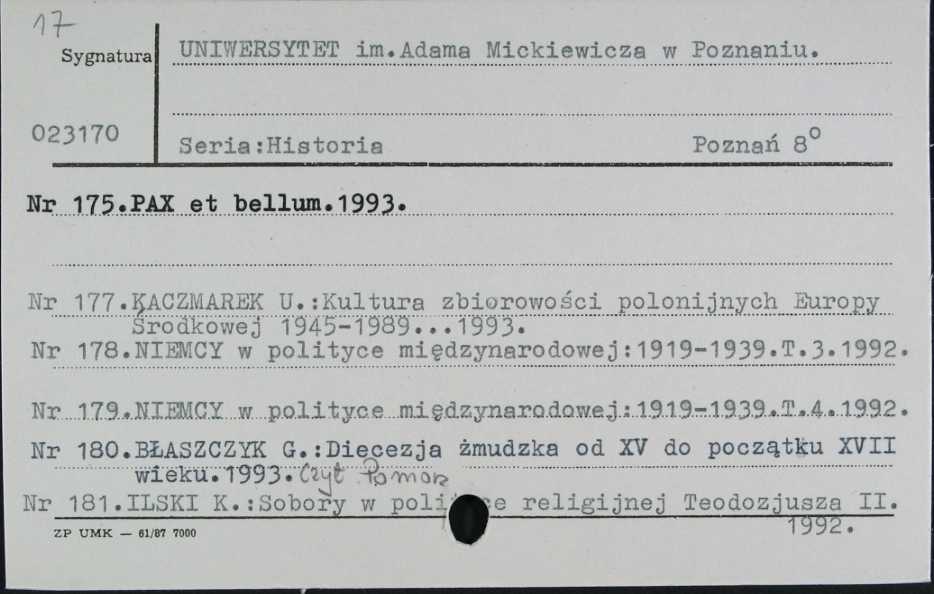 17
Sygnatura
UNIWERSYTET im.Adama Mickiewicza w Poznaniu.
023170
Seria:Historia Poznań 8°
Nr 175.PAX et bellum.1993.
Nr 177.KACZMAREK U.:Kultura zbiorowości polonijnych Europy
Środkowej 1945-1989...1993.
Nr 178.NIEMCY w polityce międzynarodowej:1919-1939.T.3.1992.
Nr 179.NIEMCY w polityce międzynarodowej:1919-1939.T.4.1992.
Nr 180.BŁASZCZYK G.:Diecezja żmudzka od XV do początku XVII
wieku.1993. Czyt Pomor
Nr 181.ILSKI K.:Sobory w polityce religijnej Teodozjusza II.
1992.
ZP UMK — 61/87 7000